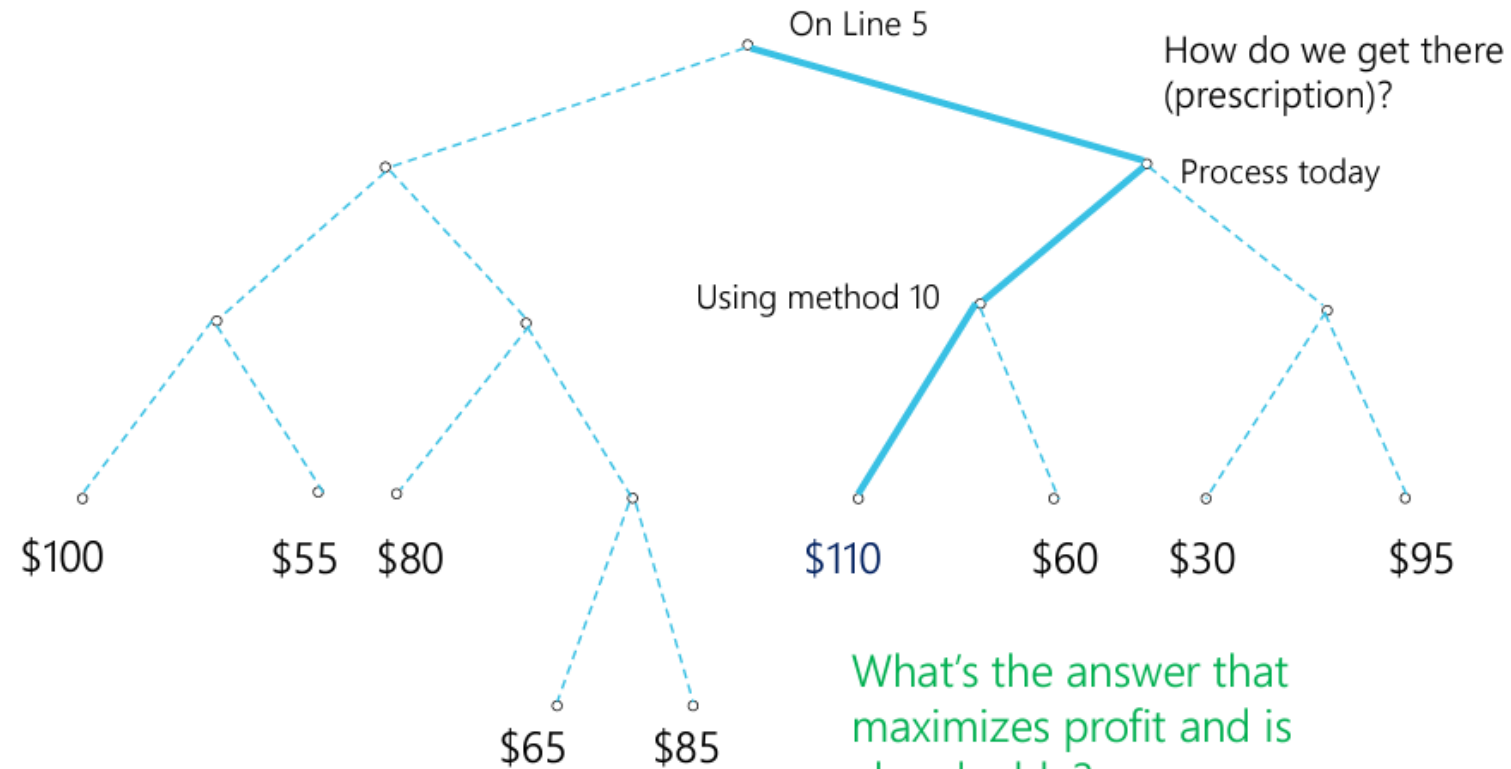 On Line 5
How do we get there
(prescription)?
Process today
Using method 10
$100
$55
$80
$110
$60
$30
$95
What's the answer that
maximizes profit and is
$65
$85